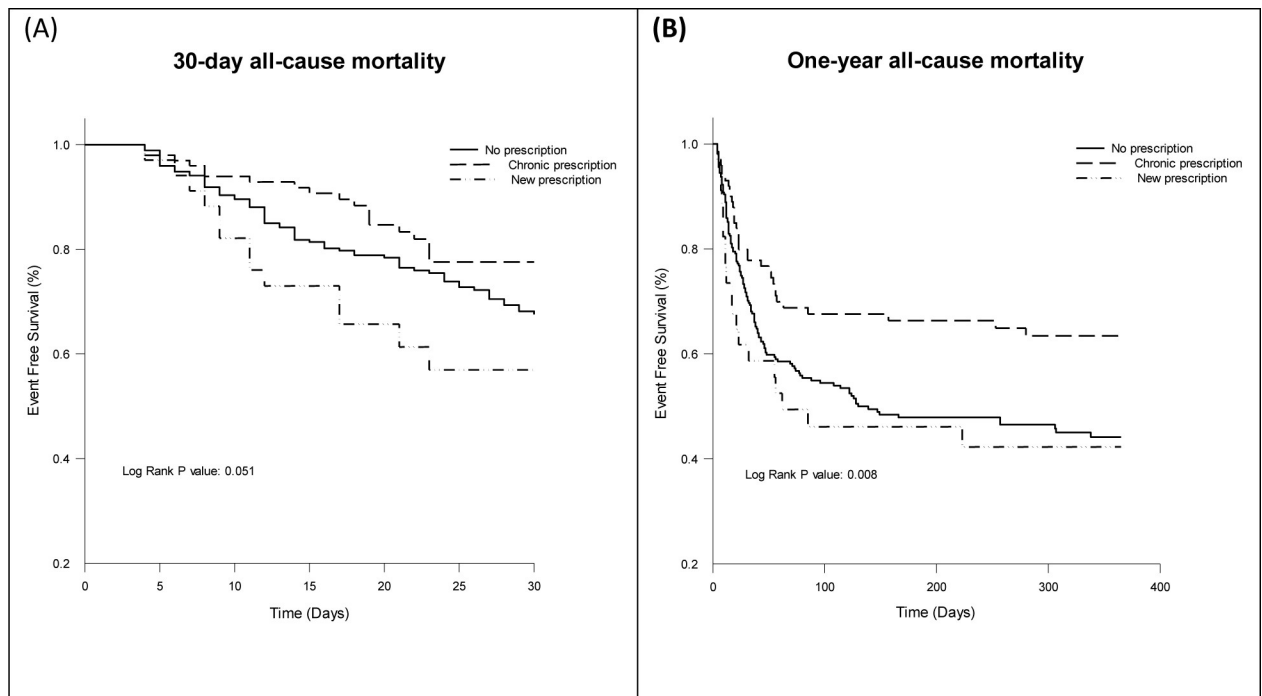 (A)
30-day all-cause mortality
1.0
0.8
0.6
0.4
0.2
Event Free Survival (%)
No prescription
Chronic prescription
New prescription
Log Rank P value: 0.051
0 5 10 15 20 25 30
Time (Days)
(B)
One-year all-cause mortality
1.0
0.8
0.6
0.4
0.2
Event Free Survival (%)
No prescription
Chronic prescription
New prescription
Log Rank P value: 0.008
0 100 200 300 400
Time (Days)